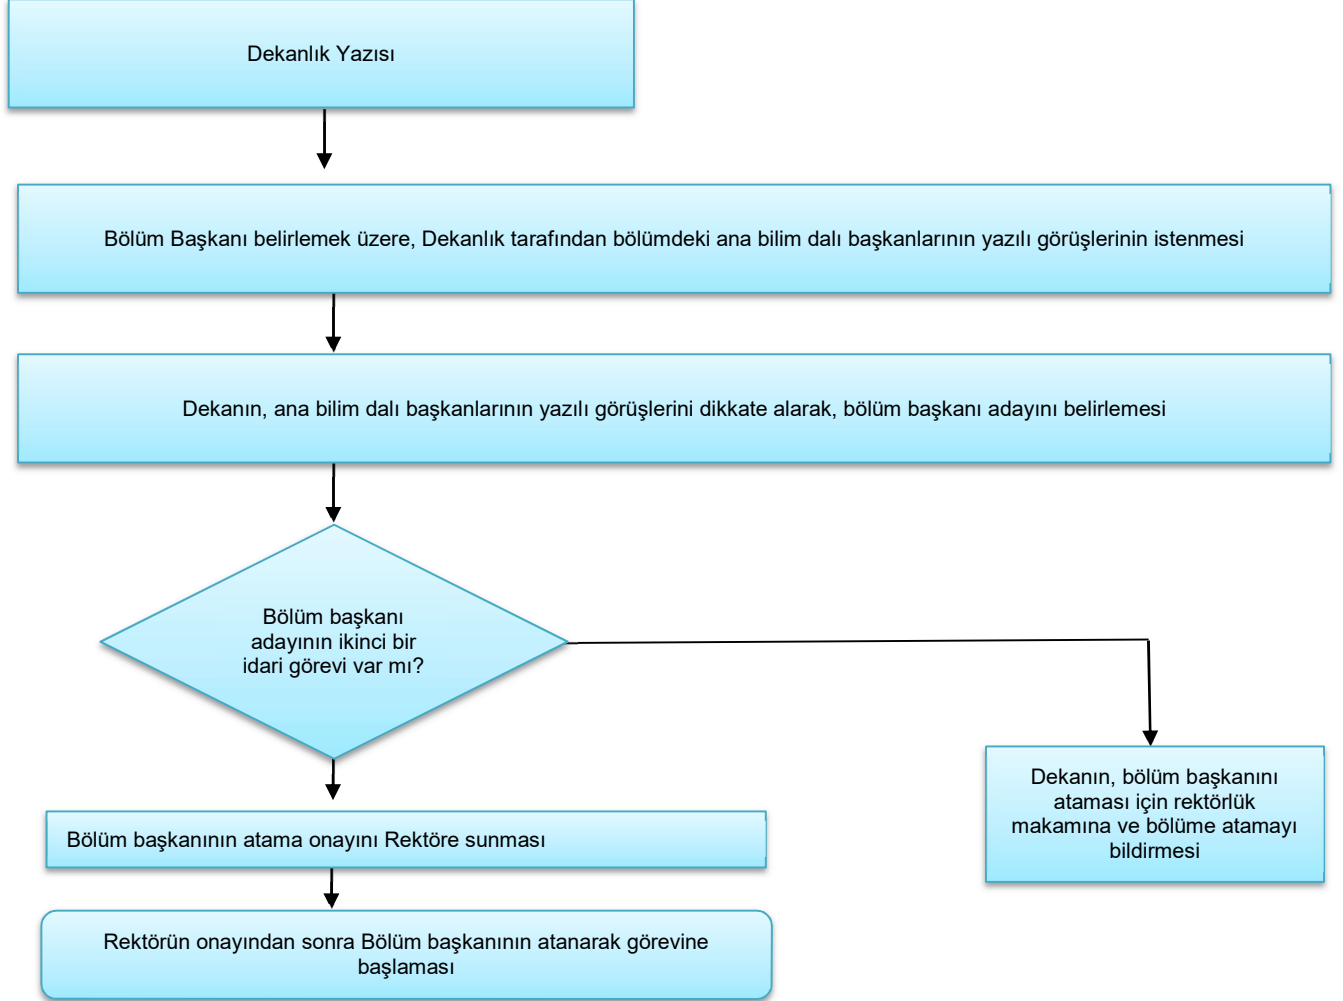 Dekanlık Yazısı
Bölüm Başkanı belirlemek üzere, Dekanlık tarafından bölümdeki ana bilim dalı başkanlarının yazılı görüşlerinin istenmesi
Dekanın, ana bilim dalı başkanlarının yazılı görüşlerini dikkate alarak, bölüm başkanı adayını belirlemesi
Bölüm başkanı
adayının ikinci bir
idari görevi var mı?
Dekanın, bölüm başkanını
ataması için rektörlük
makamına ve bölüme atamayı
bildirmesi
Bölüm başkanının atama onayını Rektöre sunması
Rektörün onayından sonra Bölüm başkanının atanarak görevine
başlaması